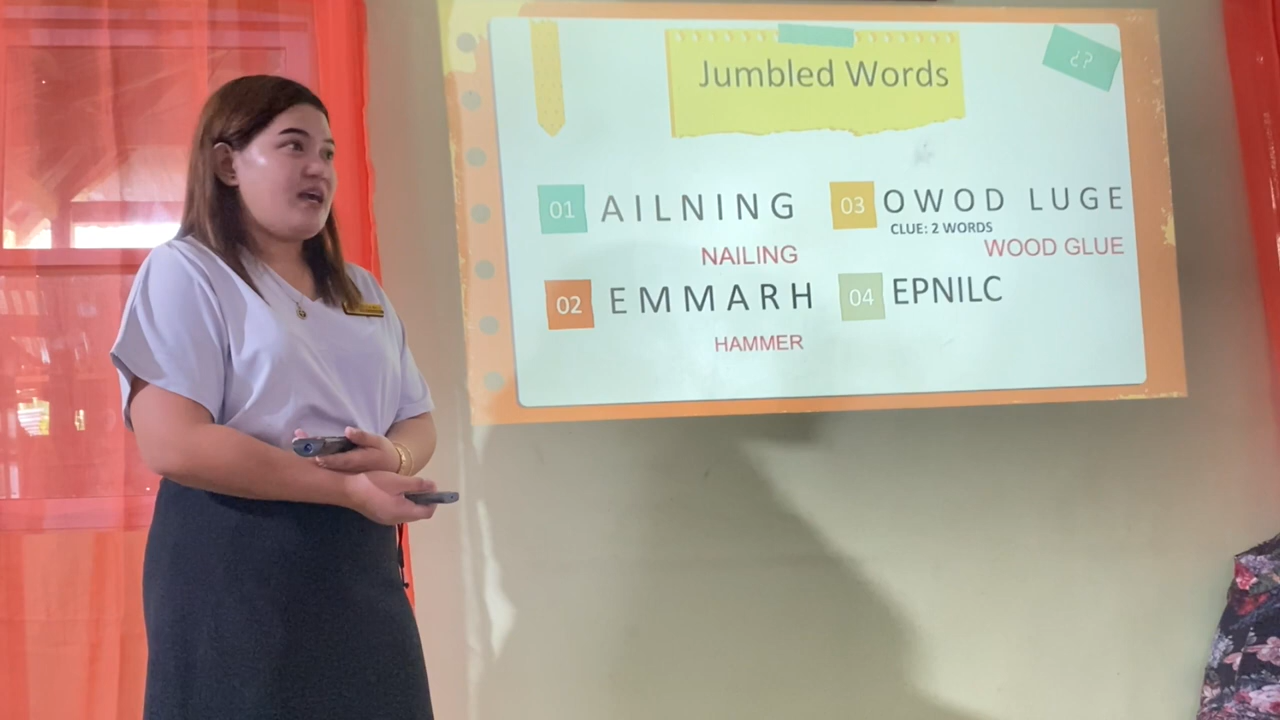 Jumbled Words
¿?
01 AILNING
NAILING
02 EMMARH
HAMMER
03 OWOD LUGE
CLUE: 2 WORDS
WOOD GLUE
04 EPNILC